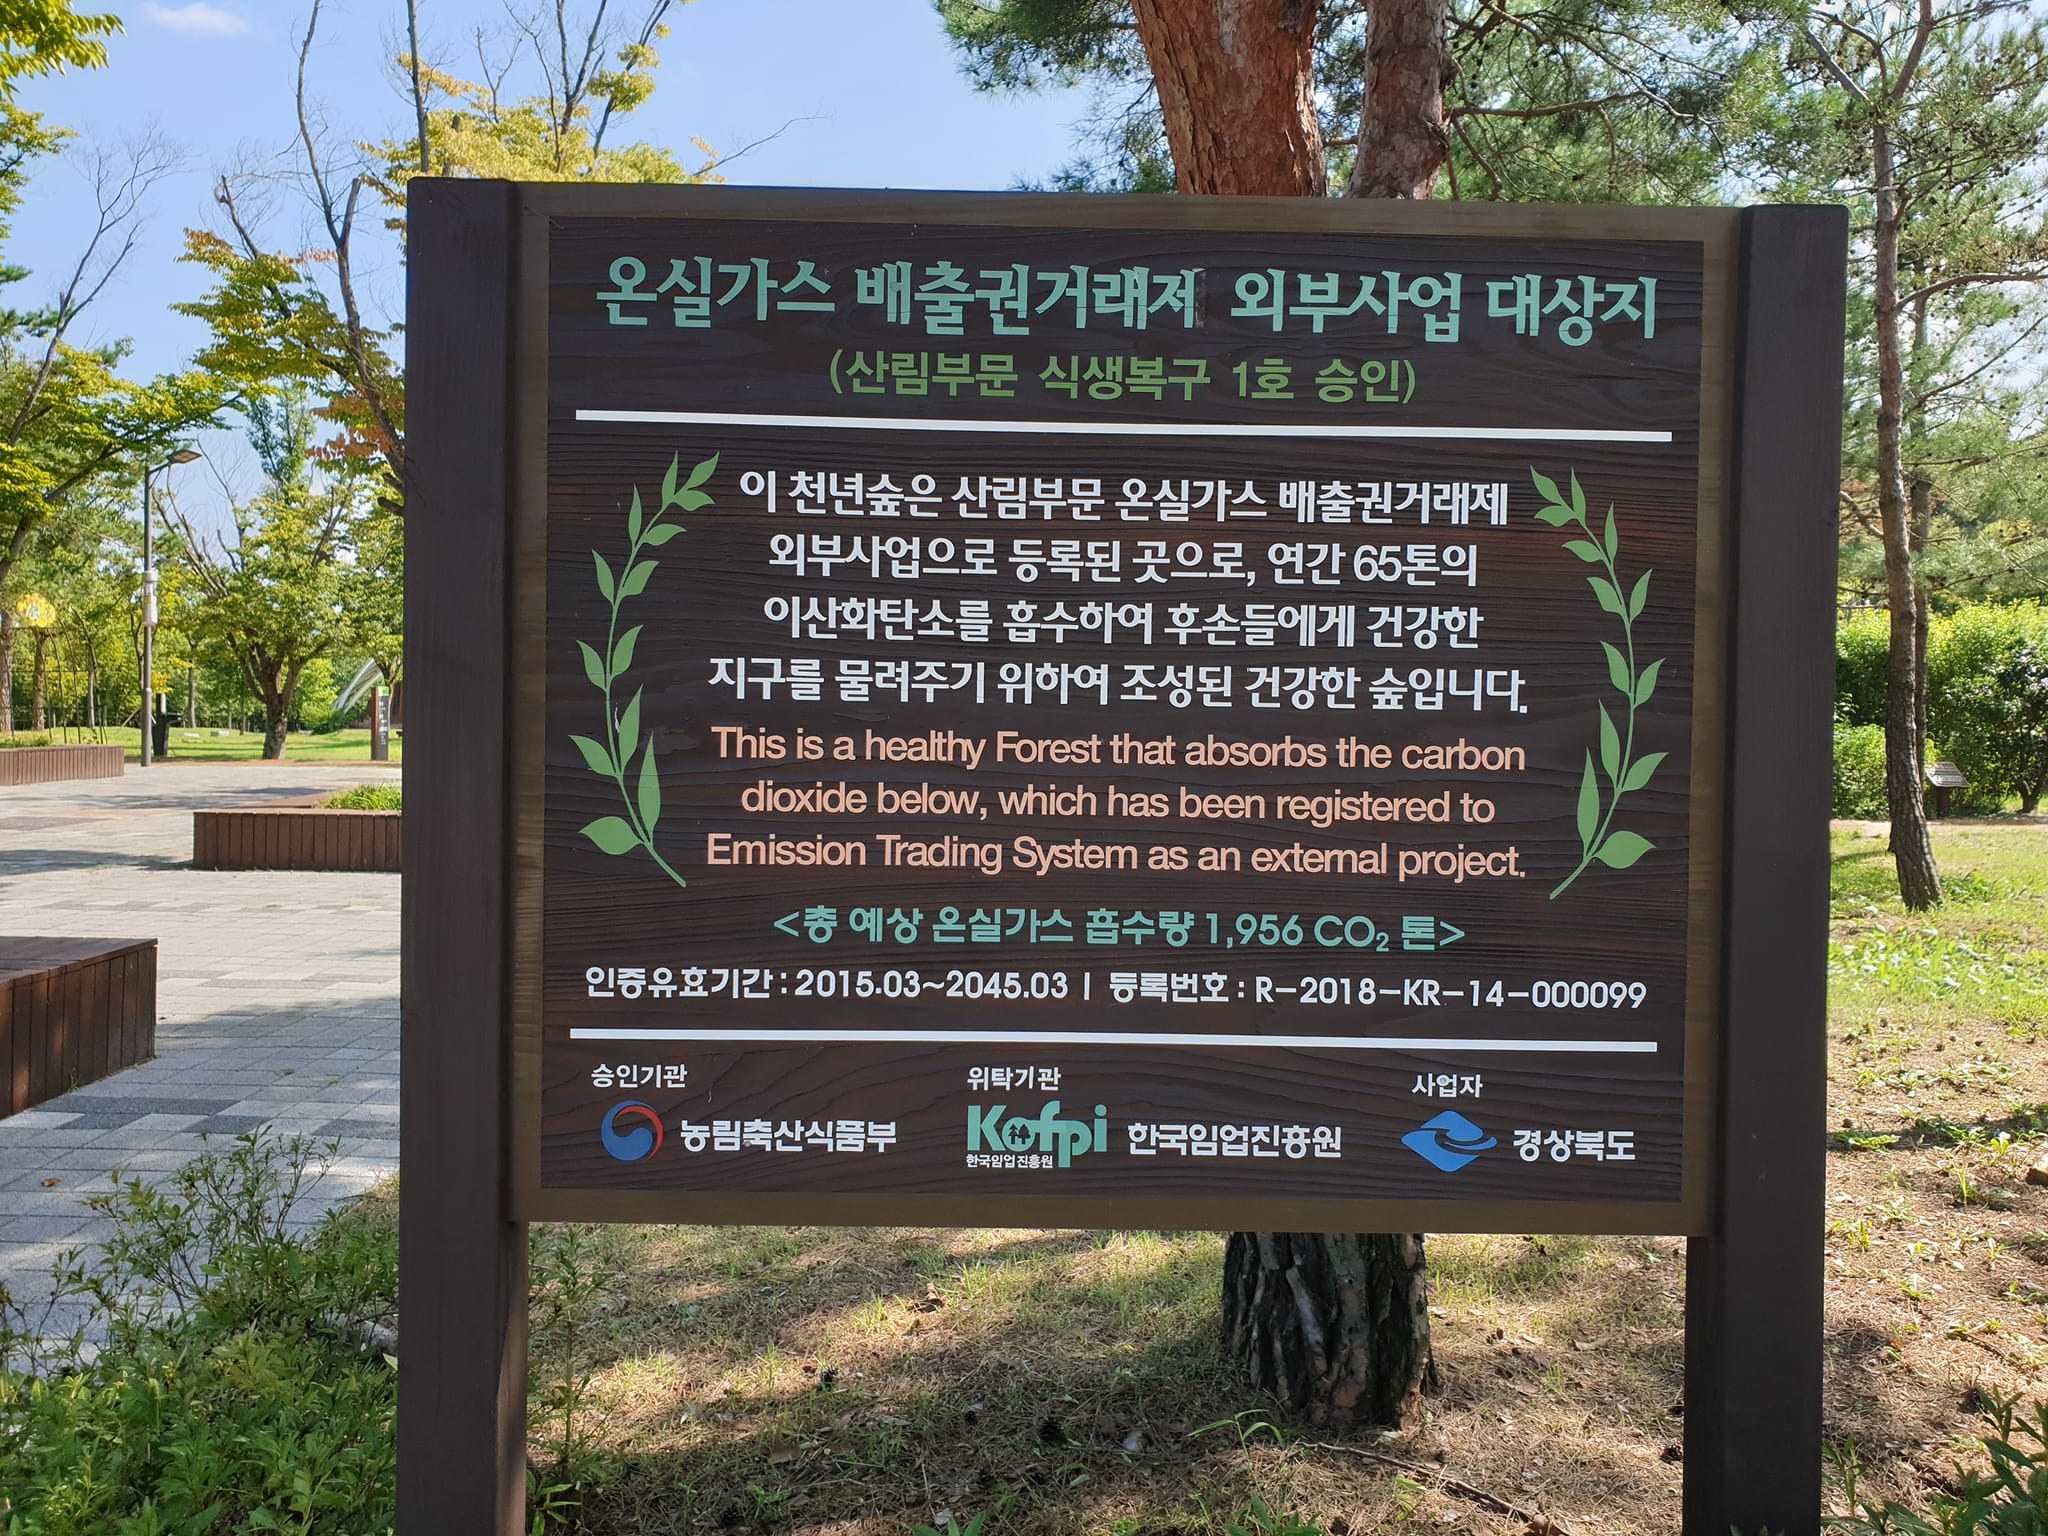 온실가스 배출권거래제 외부사업 대상지
(산림부문 식생복구 1호 승인)
이 천년숲은 산림부문 온실가스 배출권거래제
외부사업으로 등록된 곳으로, 연간 65톤의
이산화탄소를 흡수하여 후손들에게 건강한
지구를 물려주기 위하여 조성된 건강한 숲입니다.
This is a healthy Forest that absorbs the carbon
dioxide below, which has been registered to
Emission Trading System as an external project.
<총 예상 온실가스 흡수량 1,956 CO₂ 톤>
인증유효기간 : 2015.03~2045.03 | 등록번호 : R-2018-KR-14-000099
승인기관
농림축산식품부
위탁기관
Kofpi
한국임업진흥원
한국임업진흥원
사업자
경상북도